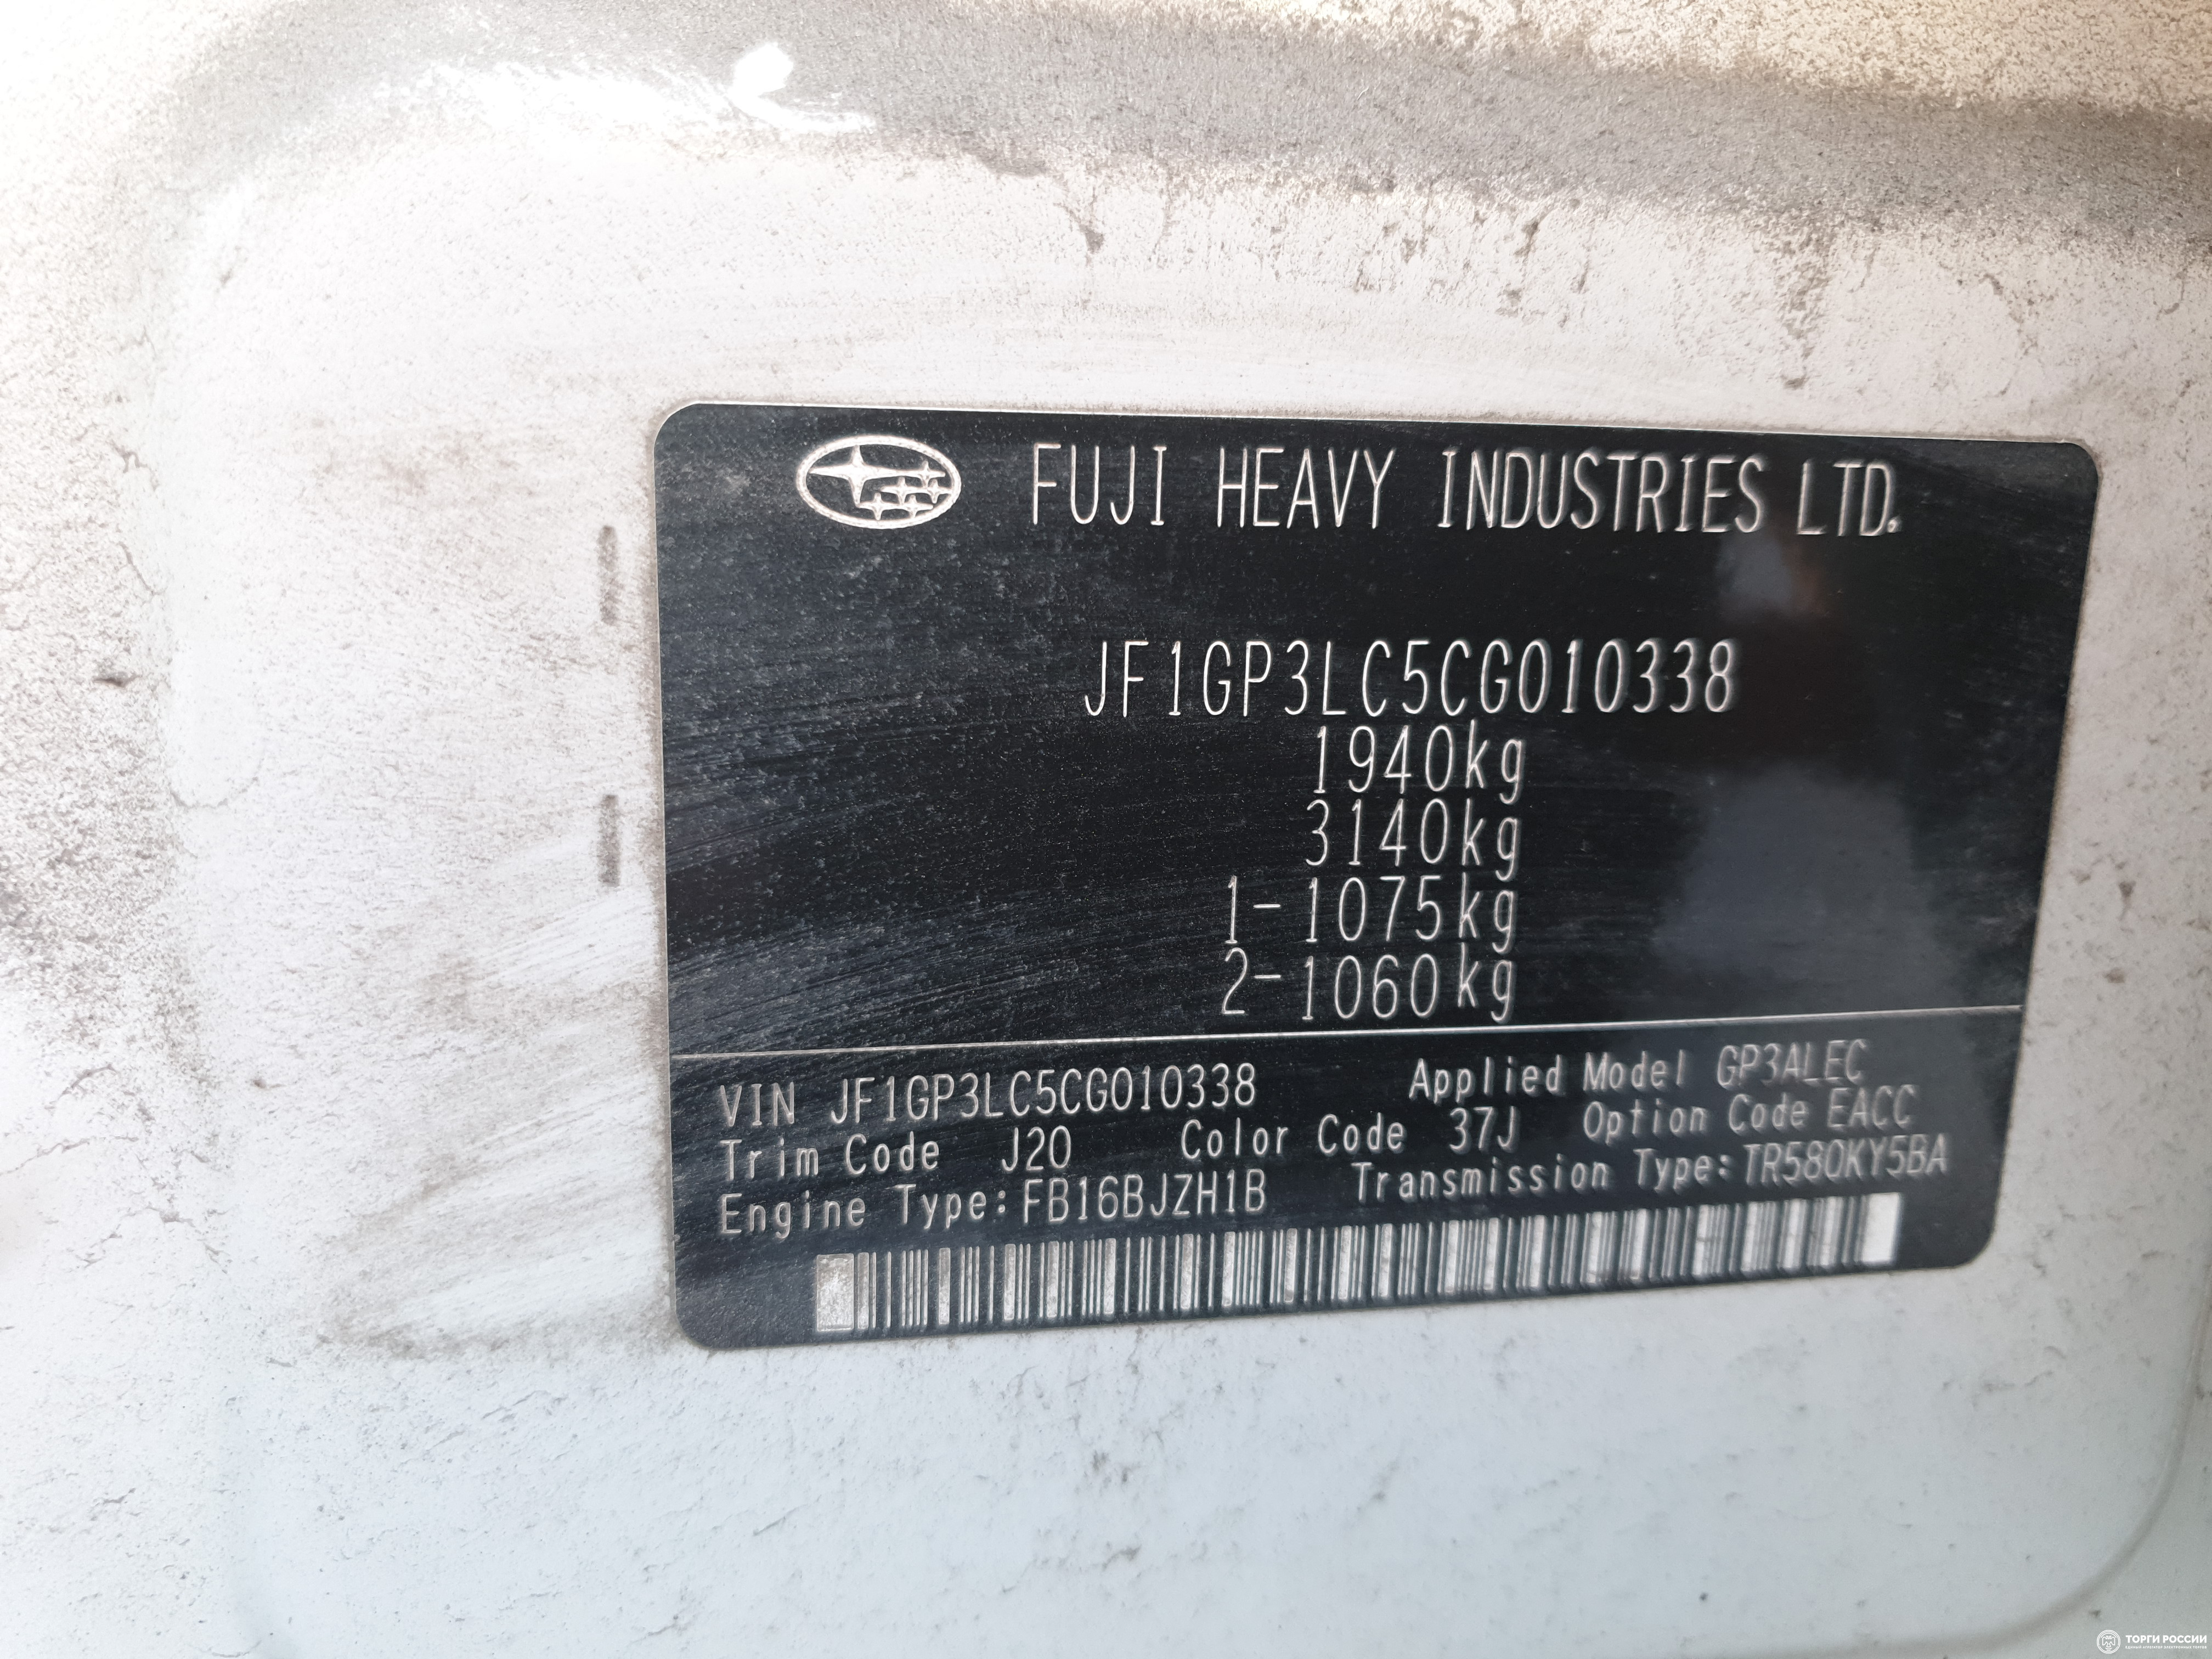 FUJI HEAVY INDUSTRIES LTD.
JF1GP3LC5CG010338
1940kg
3140kg
1-1075kg
2-1060kg
VIN JF1GP3LC5CG010338 Applied Model GP3ALEC
Trim Code J20 Color Code 37J Option Code EACC
Engine Type:FB16BJZH1B Transmission Type:TR580KY5BA
ТОРГИ РОССИИ